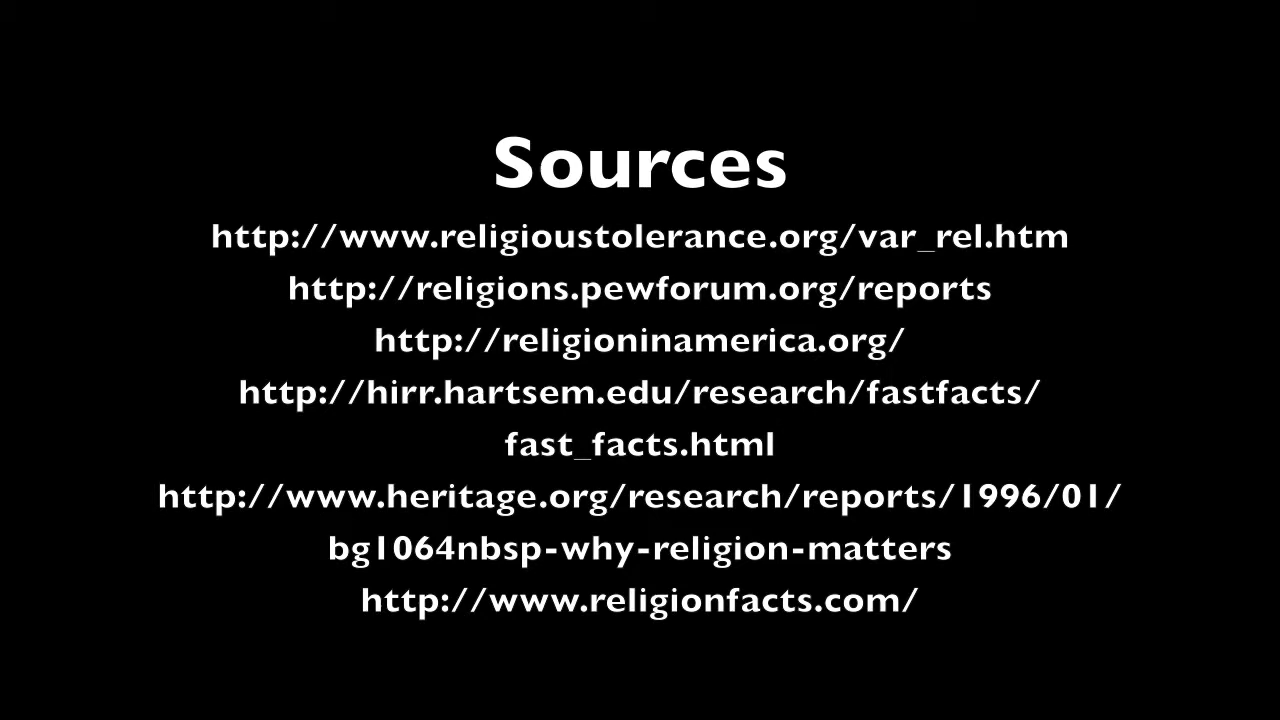 Sources
http://www.religioustolerance.org/var_rel.htm
http://religions.pewforum.org/reports
http://religioninamerica.org/
http://hirr.hartsem.edu/research/fastfacts/
fast_facts.html
http://www.heritage.org/research/reports/1996/01/
bg1064nbsp-why-religion-matters
http://www.religionfacts.com/